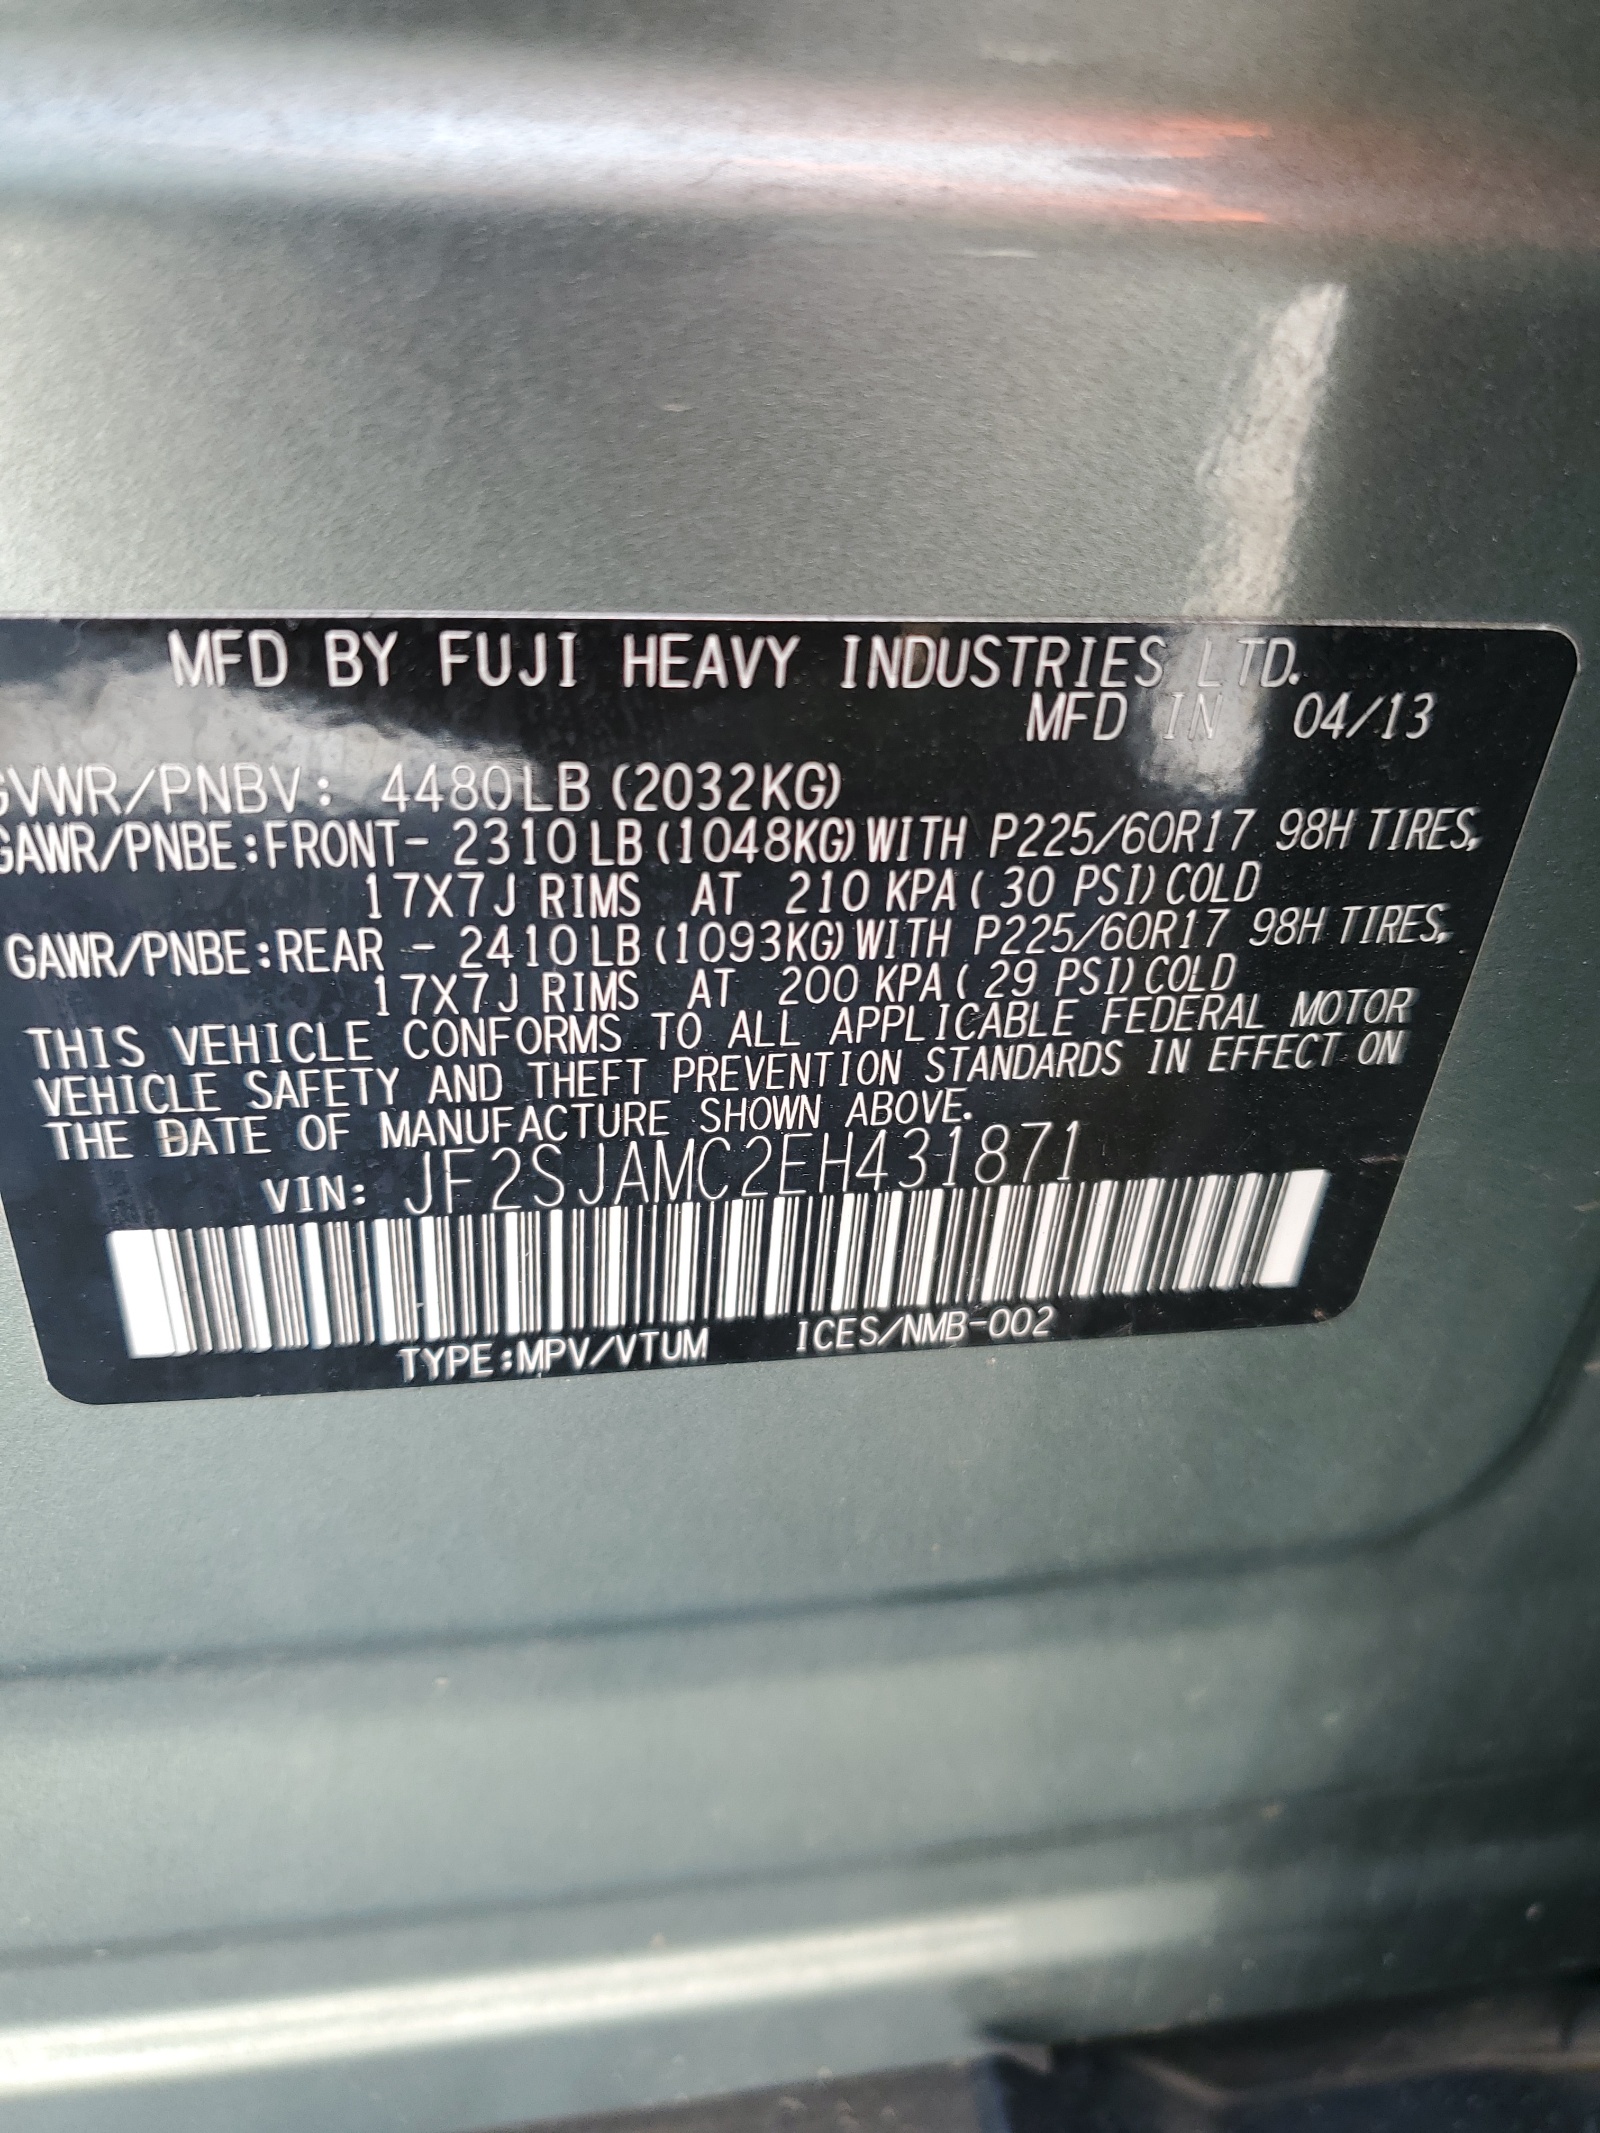 MFD BY FUJI HEAVY INDUSTRIES LTD.
MFD IN 04/13
GVWR/PNBV: 4480LB (2032KG)
GAWR/PNBE:FRONT- 2310LB (1048KG) WITH P225/60R17 98H TIRES,
17X7J RIMS AT 210 KPA ( 30 PSI) COLD
GAWR/PNBE:REAR - 2410LB (1093KG) WITH P225/60R17 98H TIRES,
17X7J RIMS AT 200 KPA ( 29 PSI) COLD
THIS VEHICLE CONFORMS TO ALL APPLICABLE FEDERAL MOTOR
VEHICLE SAFETY AND THEFT PREVENTION STANDARDS IN EFFECT ON
THE DATE OF MANUFACTURE SHOWN ABOVE.
VIN: JF2SJAMC2EH431871
TYPE:MPV/VTUM ICES/NMB-002